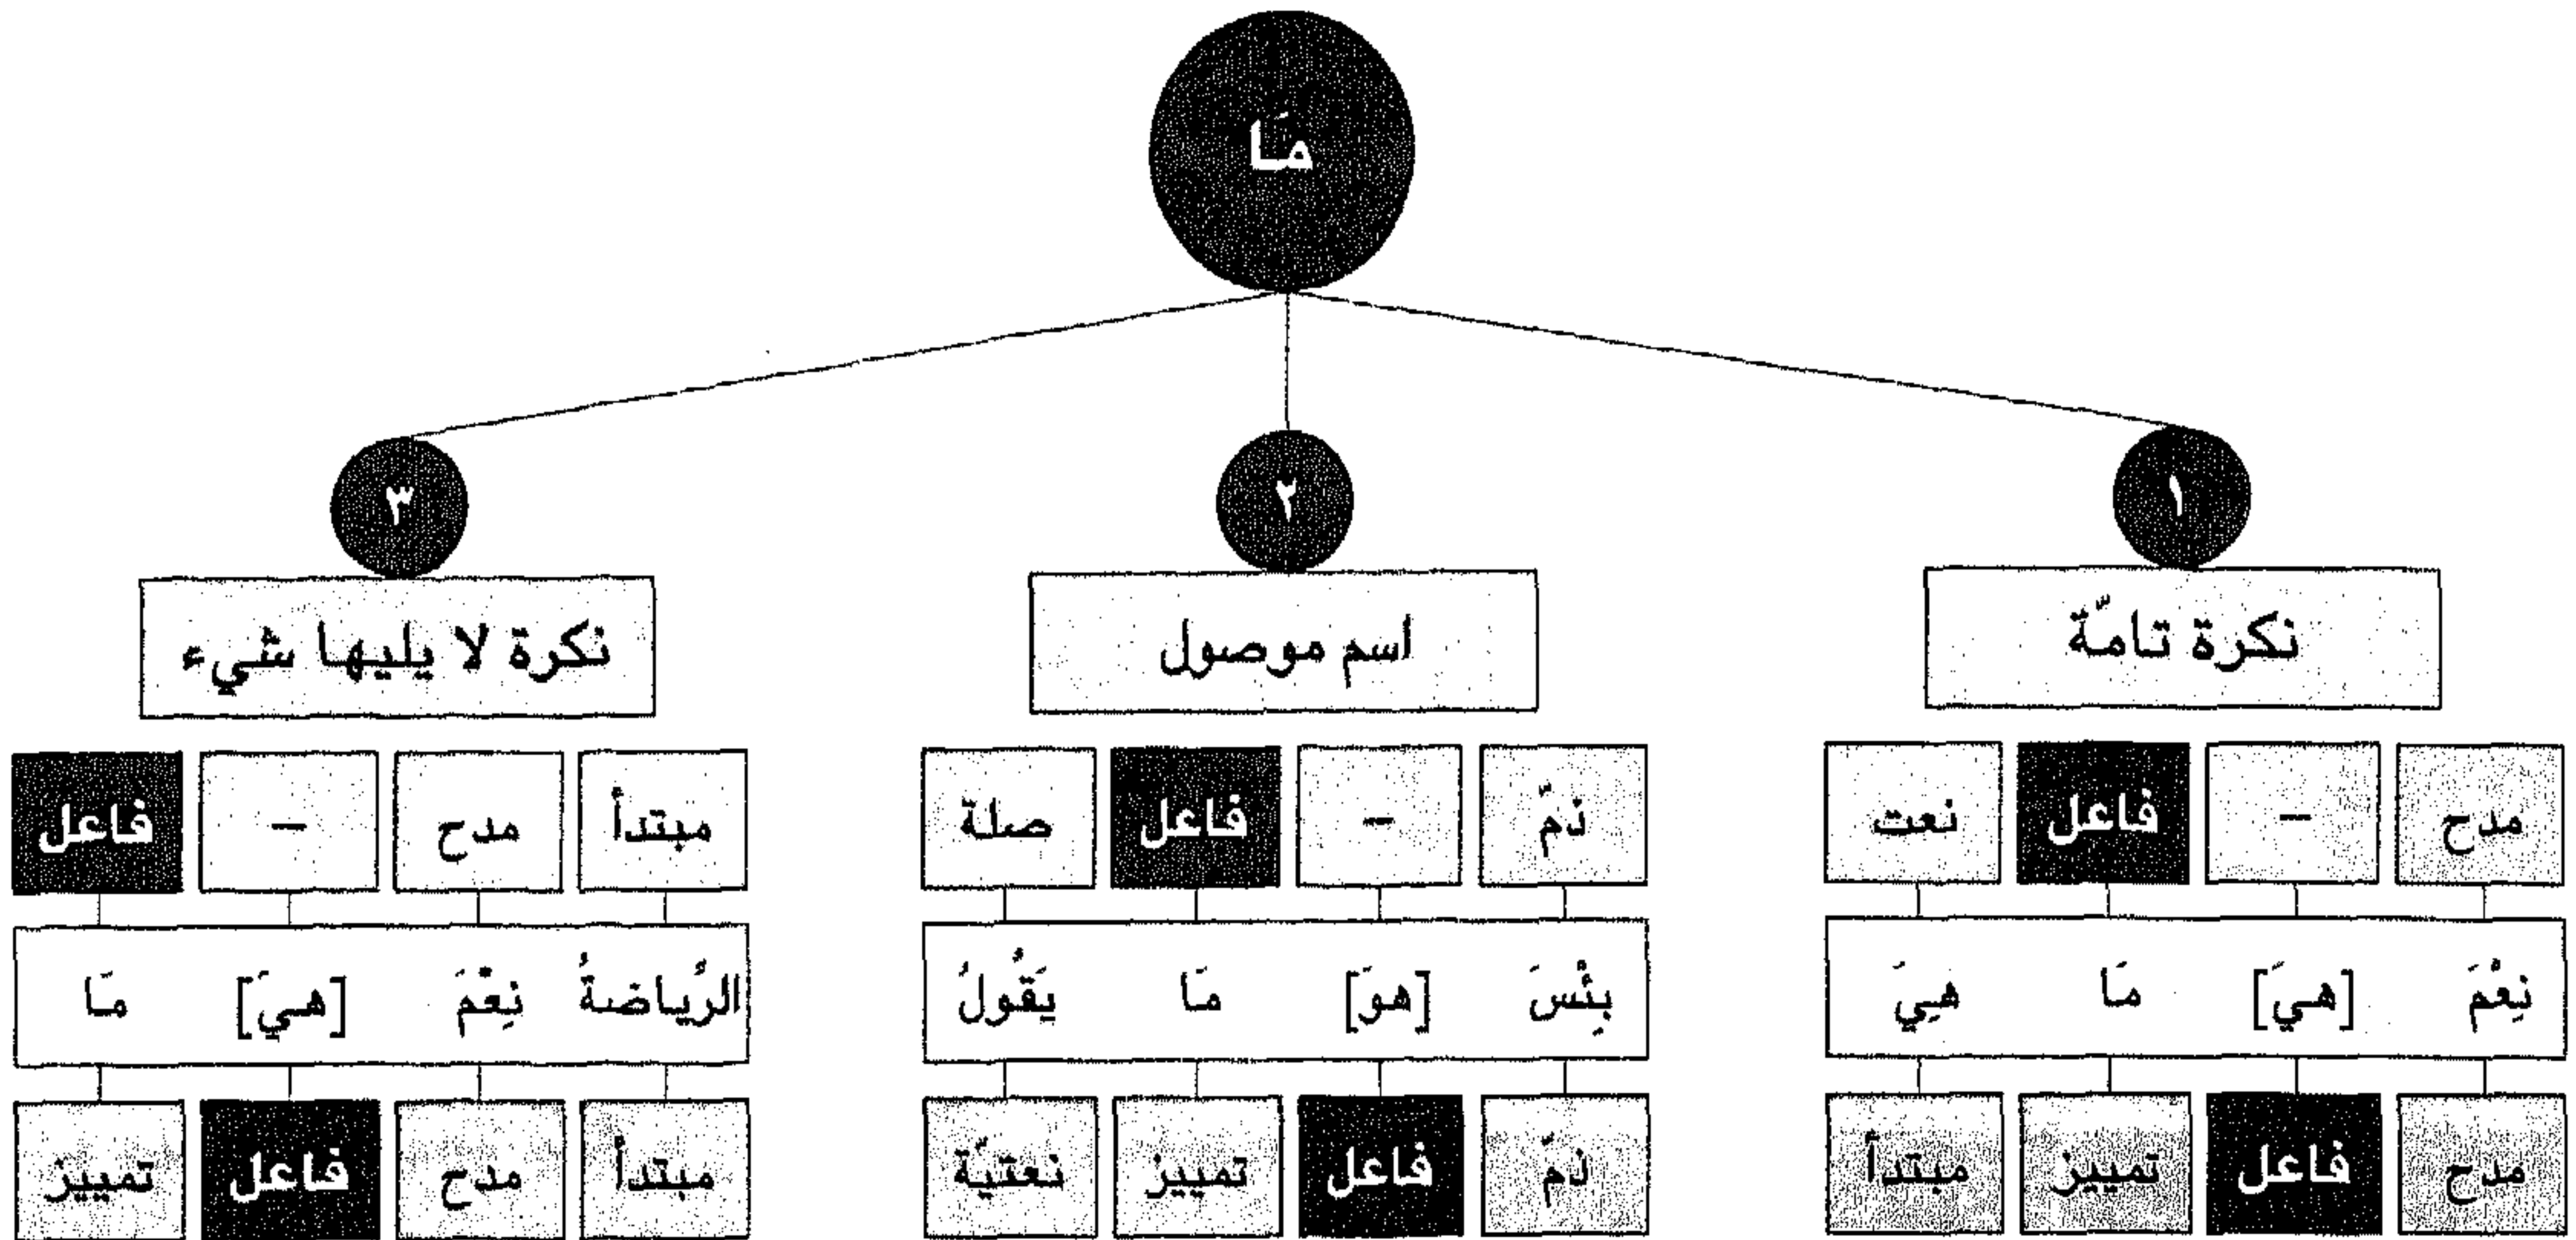 مَا
١
٢
٣
نكرة تامّة
اسم موصول
نكرة لا يليها شيء
مدح – فاعل نعت
ذمّ – فاعل صلة
مبتدأ مدح – فاعل
نِعْمَ [هيَ] مَا هِيَ
بِئْسَ [هوَ] مَا يَقُولُ
الرِّياضةُ نِعْمَ [هيَ] مَا
مدح فاعل تمييز مبتدأ
ذمّ فاعل تمييز نعتيّة
مبتدأ مدح فاعل تمييز